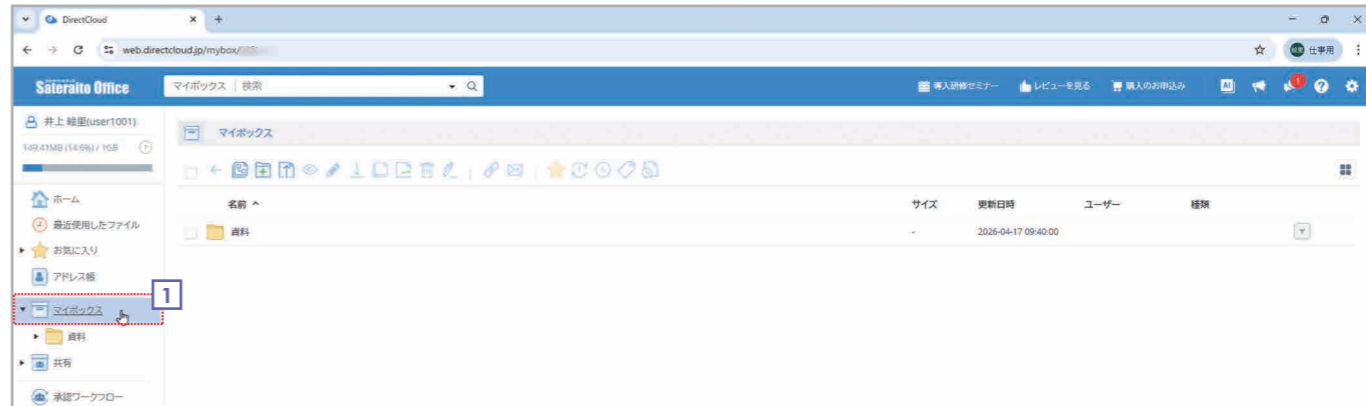 DirectCloud
web.directcloud.jp/mybox/
仕事用
Sateraito Office
マイボックス 検索
導入研修セミナー レビューを見る 購入のお申込み AI
井上 絵里(user1001)
149.41MB (14.6%) / 1GB
マイボックス
ホーム
最近使用したファイル
お気に入り
アドレス帳
マイボックス
1
資料
共有
承認ワークフロー
名前 サイズ 更新日時 ユーザー 種類
資料 - 2026-04-17 09:40:00